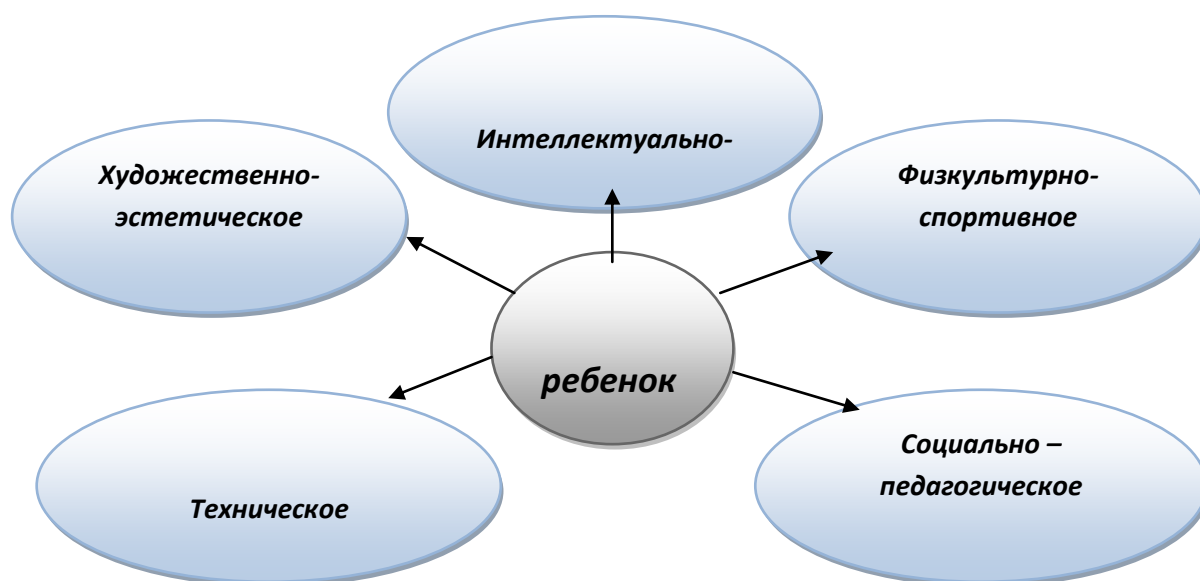 Интеллектуально-
Художественно-
эстетическое
Физкультурно-
спортивное
ребенок
Техническое
Социально –
педагогическое